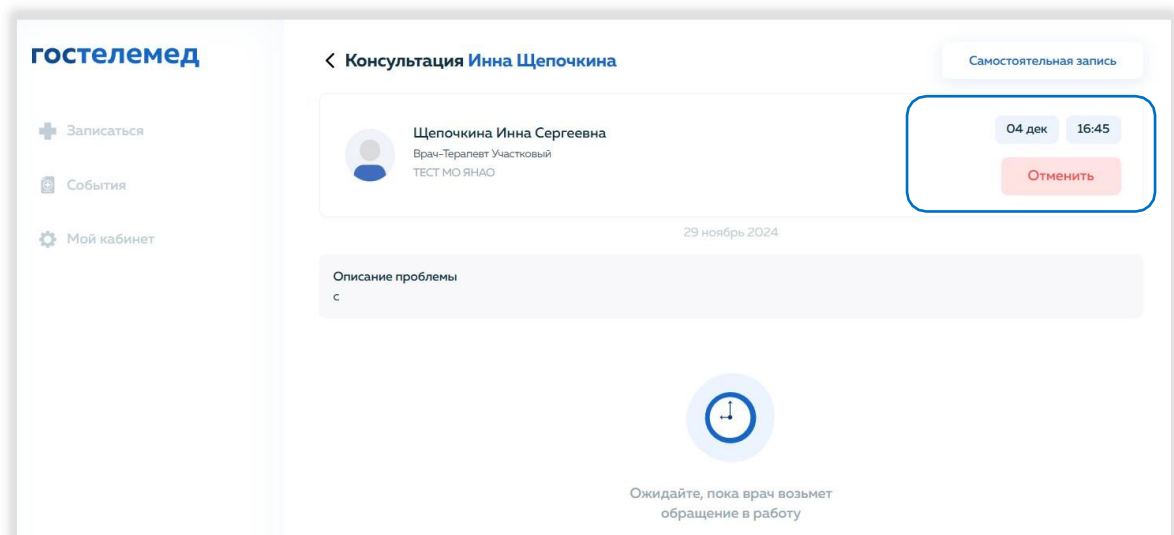 гостелемед
Записаться
События
Мой кабинет
Консультация Инна Щепочкина
Самостоятельная запись
Щепочкина Инна Сергеевна
Врач-Терапевт Участковый
ТЕСТ МО ЯНАО
04 дек 16:45
Отменить
29 ноябрь 2024
Описание проблемы
с
Ожидайте, пока врач возьмет
обращение в работу